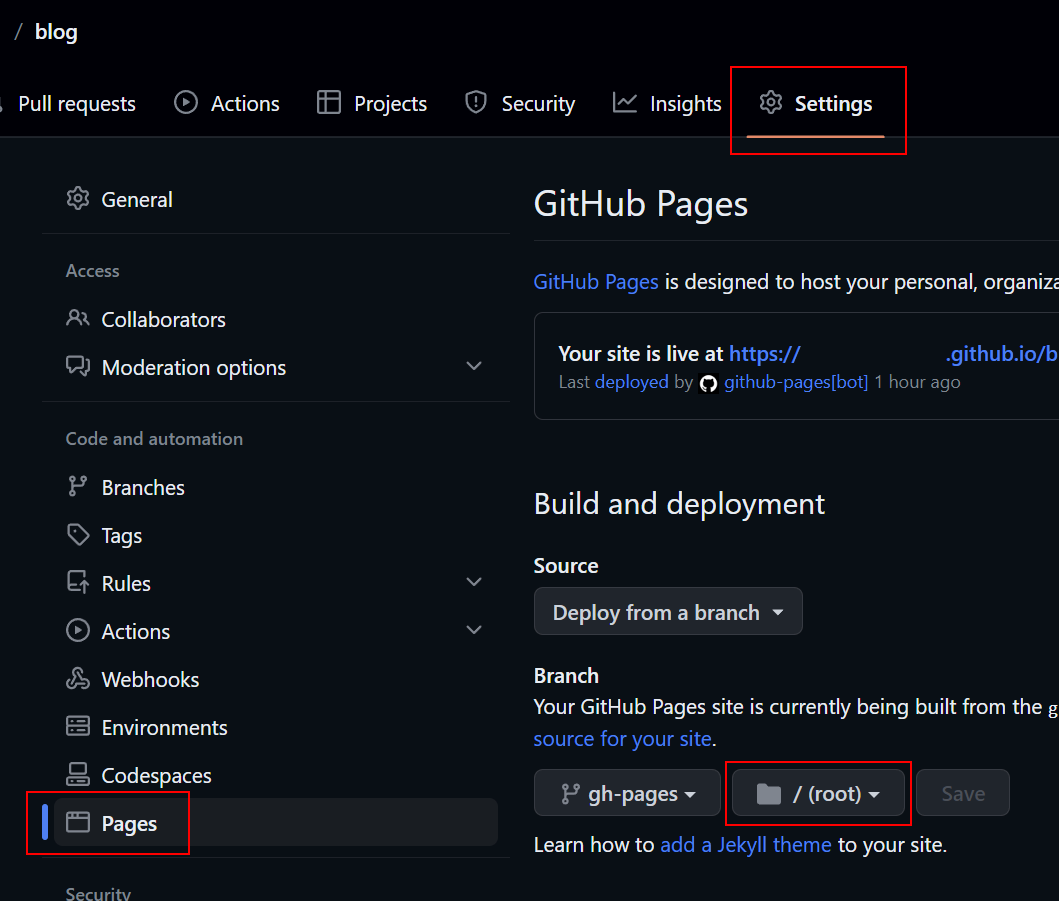 / blog
Pull requests Actions Projects Security Insights Settings
General
Access
Collaborators
Moderation options
Code and automation
Branches
Tags
Rules
Actions
Webhooks
Environments
Codespaces
Pages
Security
GitHub Pages
GitHub Pages is designed to host your personal, organiza
Your site is live at https:// .github.io/b
Last deployed by github-pages[bot] 1 hour ago
Build and deployment
Source
Deploy from a branch
Branch
Your GitHub Pages site is currently being built from the g
source for your site.
gh-pages / (root) Save
Learn how to add a Jekyll theme to your site.